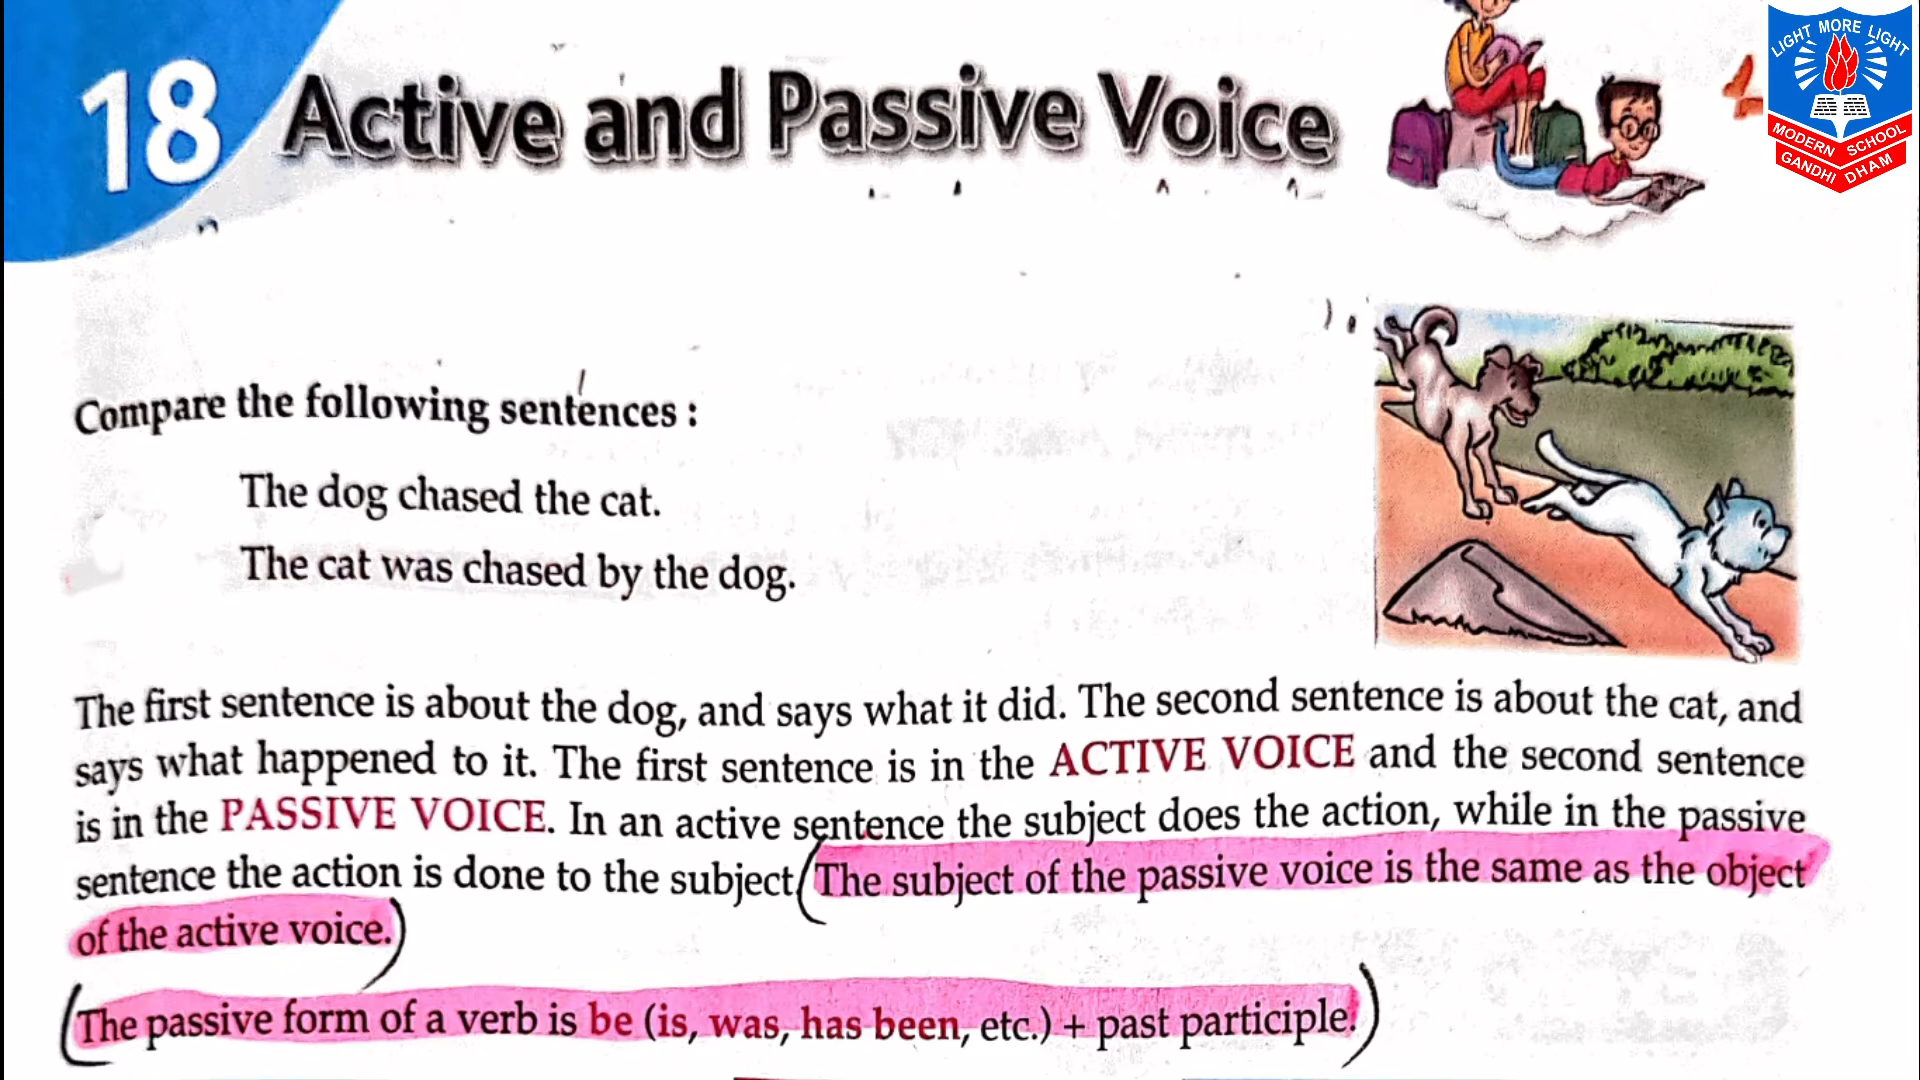 18 Active and Passive Voice
LIGHT MORE LIGHT
MODERN SCHOOL
GANDHI DHAM
Compare the following sentences :
The dog chased the cat.
The cat was chased by the dog.
The first sentence is about the dog, and says what it did. The second sentence is about the cat, and
says what happened to it. The first sentence is in the ACTIVE VOICE and the second sentence
is in the PASSIVE VOICE. In an active sentence the subject does the action, while in the passive
sentence the action is done to the subject. (The subject of the passive voice is the same as the object
of the active voice.)
(The passive form of a verb is be (is, was, has been, etc.) + past participle.)